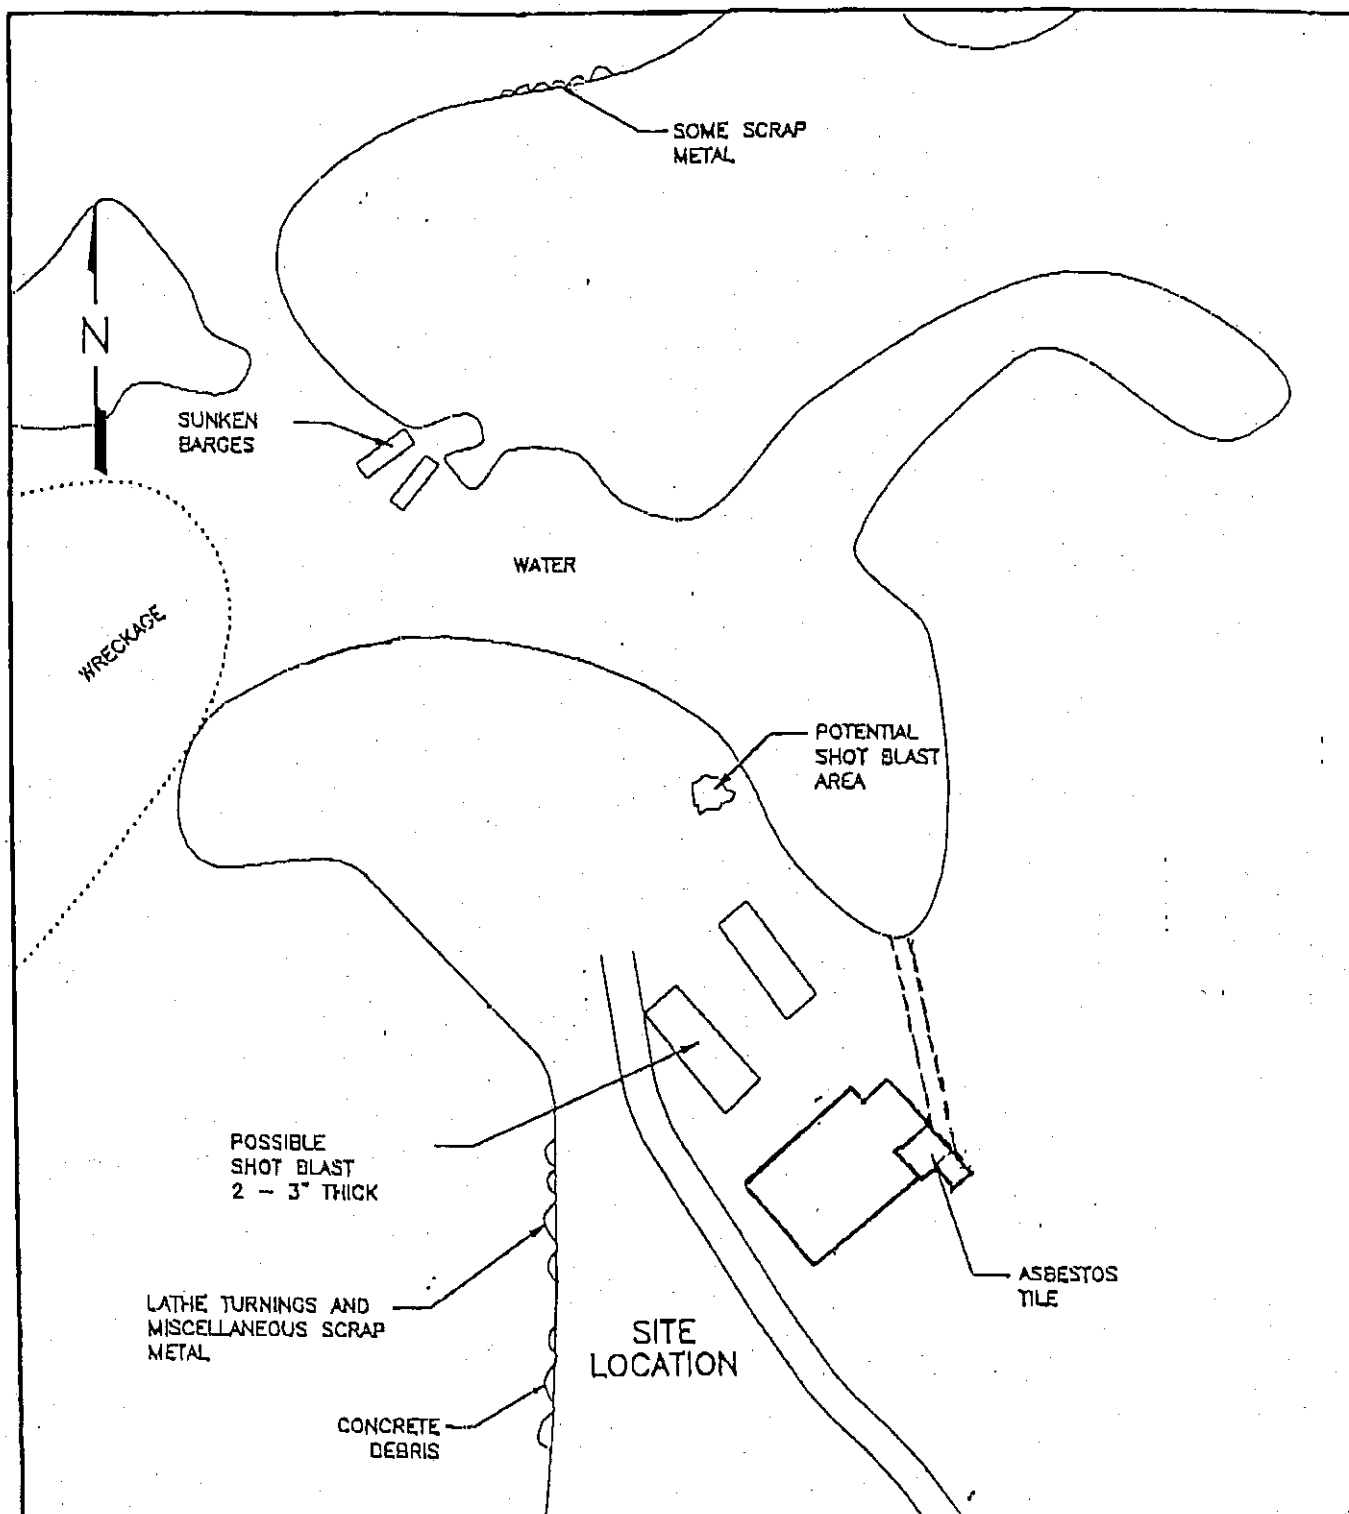 SOME SCRAP
METAL
N
SUNKEN
BARGES
WATER
WRECKAGE
POTENTIAL
SHOT BLAST
AREA
POSSIBLE
SHOT BLAST
2 - 3" THICK
LATHE TURNINGS AND
MISCELLANEOUS SCRAP
METAL
ASBESTOS
TILE
SITE
LOCATION
CONCRETE
DEBRIS